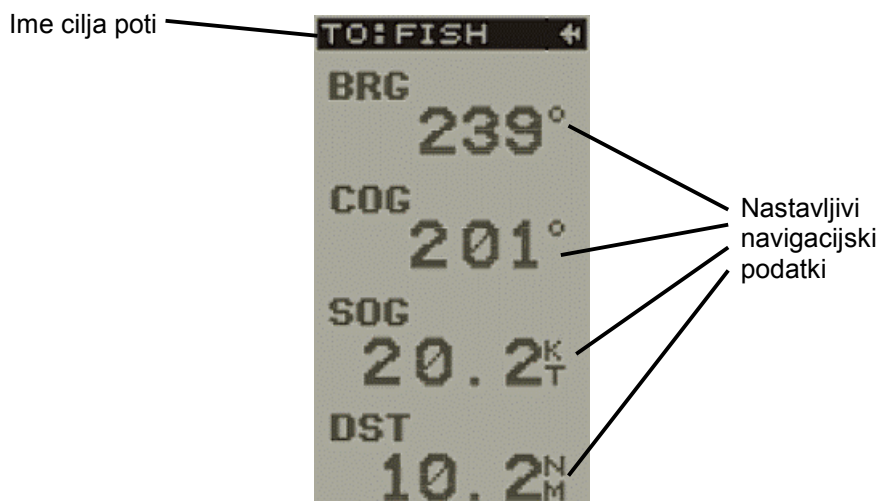 Ime cilja poti
TO:FISH
BRG
239°
COG
201°
SOG
20.2KT
DST
10.2NM
Nastavljivi
navigacijski
podatki